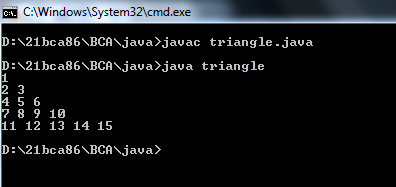 C:\Windows\System32\cmd.exe
D:\21bca86\BCA\java>javac triangle.java
D:\21bca86\BCA\java>java triangle
1
2 3
4 5 6
7 8 9 10
11 12 13 14 15
D:\21bca86\BCA\java>